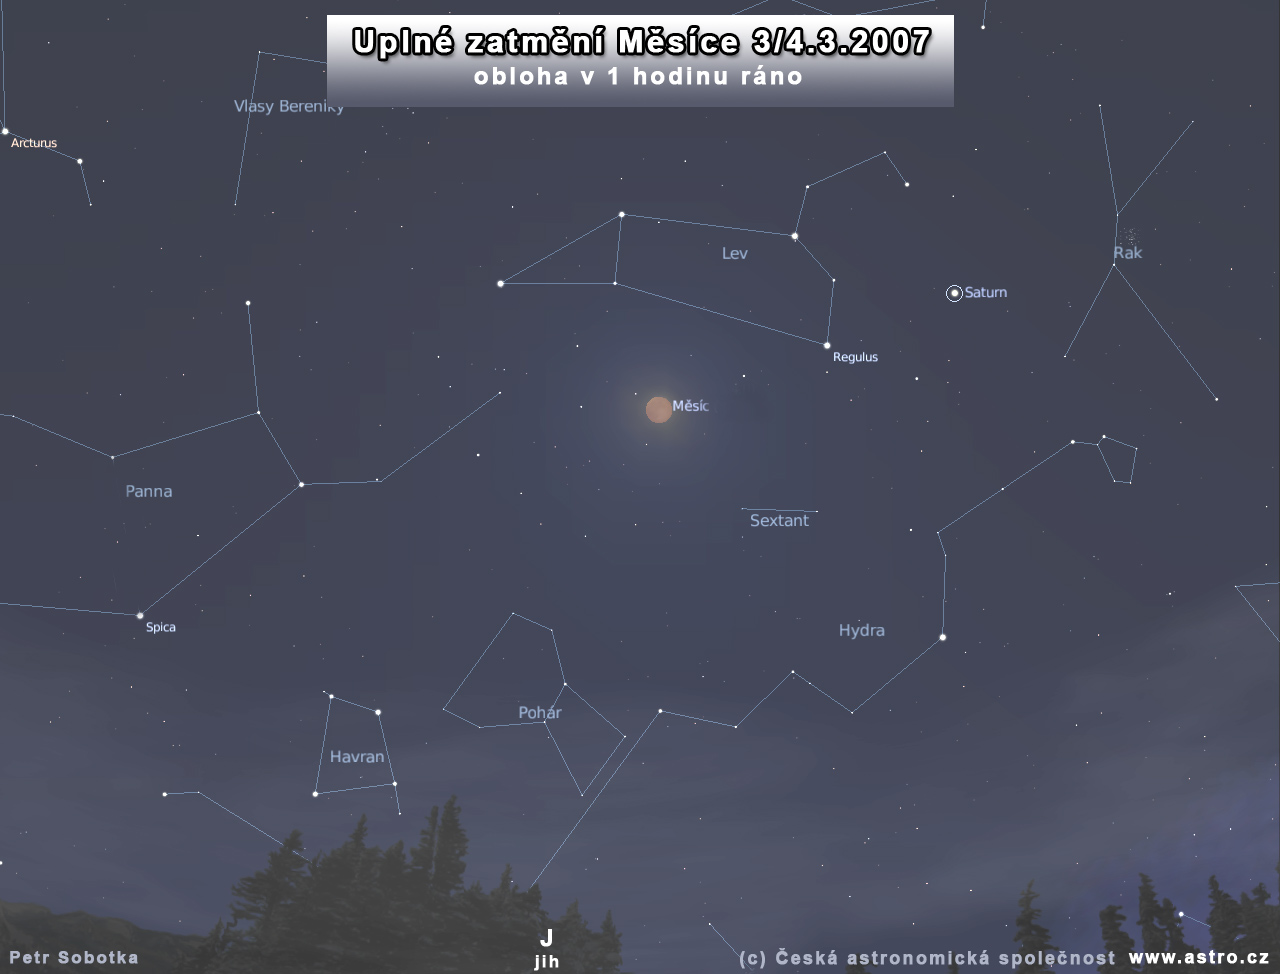 Uplné zatmění Měsíce 3/4.3.2007
obloha v 1 hodinu ráno
Vlasy Bereniky
Arcturus
Lev
Rak
Saturn
Regulus
Měsíc
Panna
Sextant
Spica
Hydra
Pohár
Havran
J
jih
Petr Sobotka
(c) Česká astronomická společnost www.astro.cz